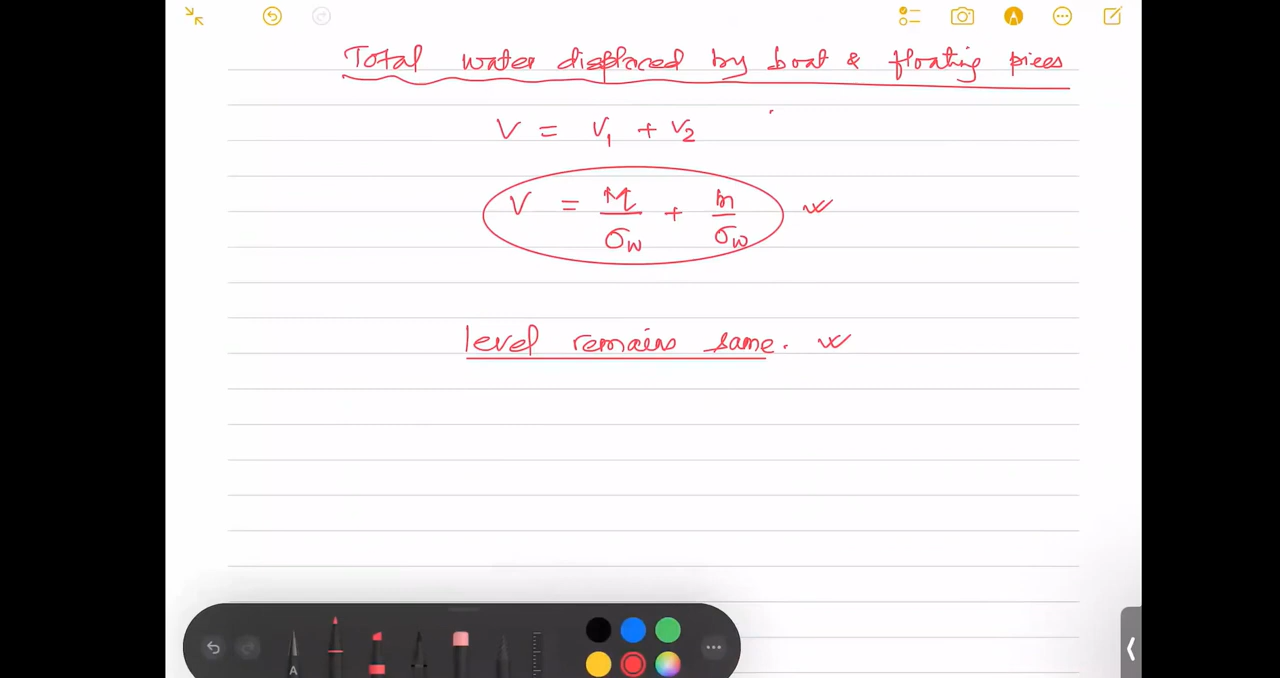 Total water displaced by boat & floating pieces
V = V₁ + V₂
V = M/σw + m/σw
level remains same.
A